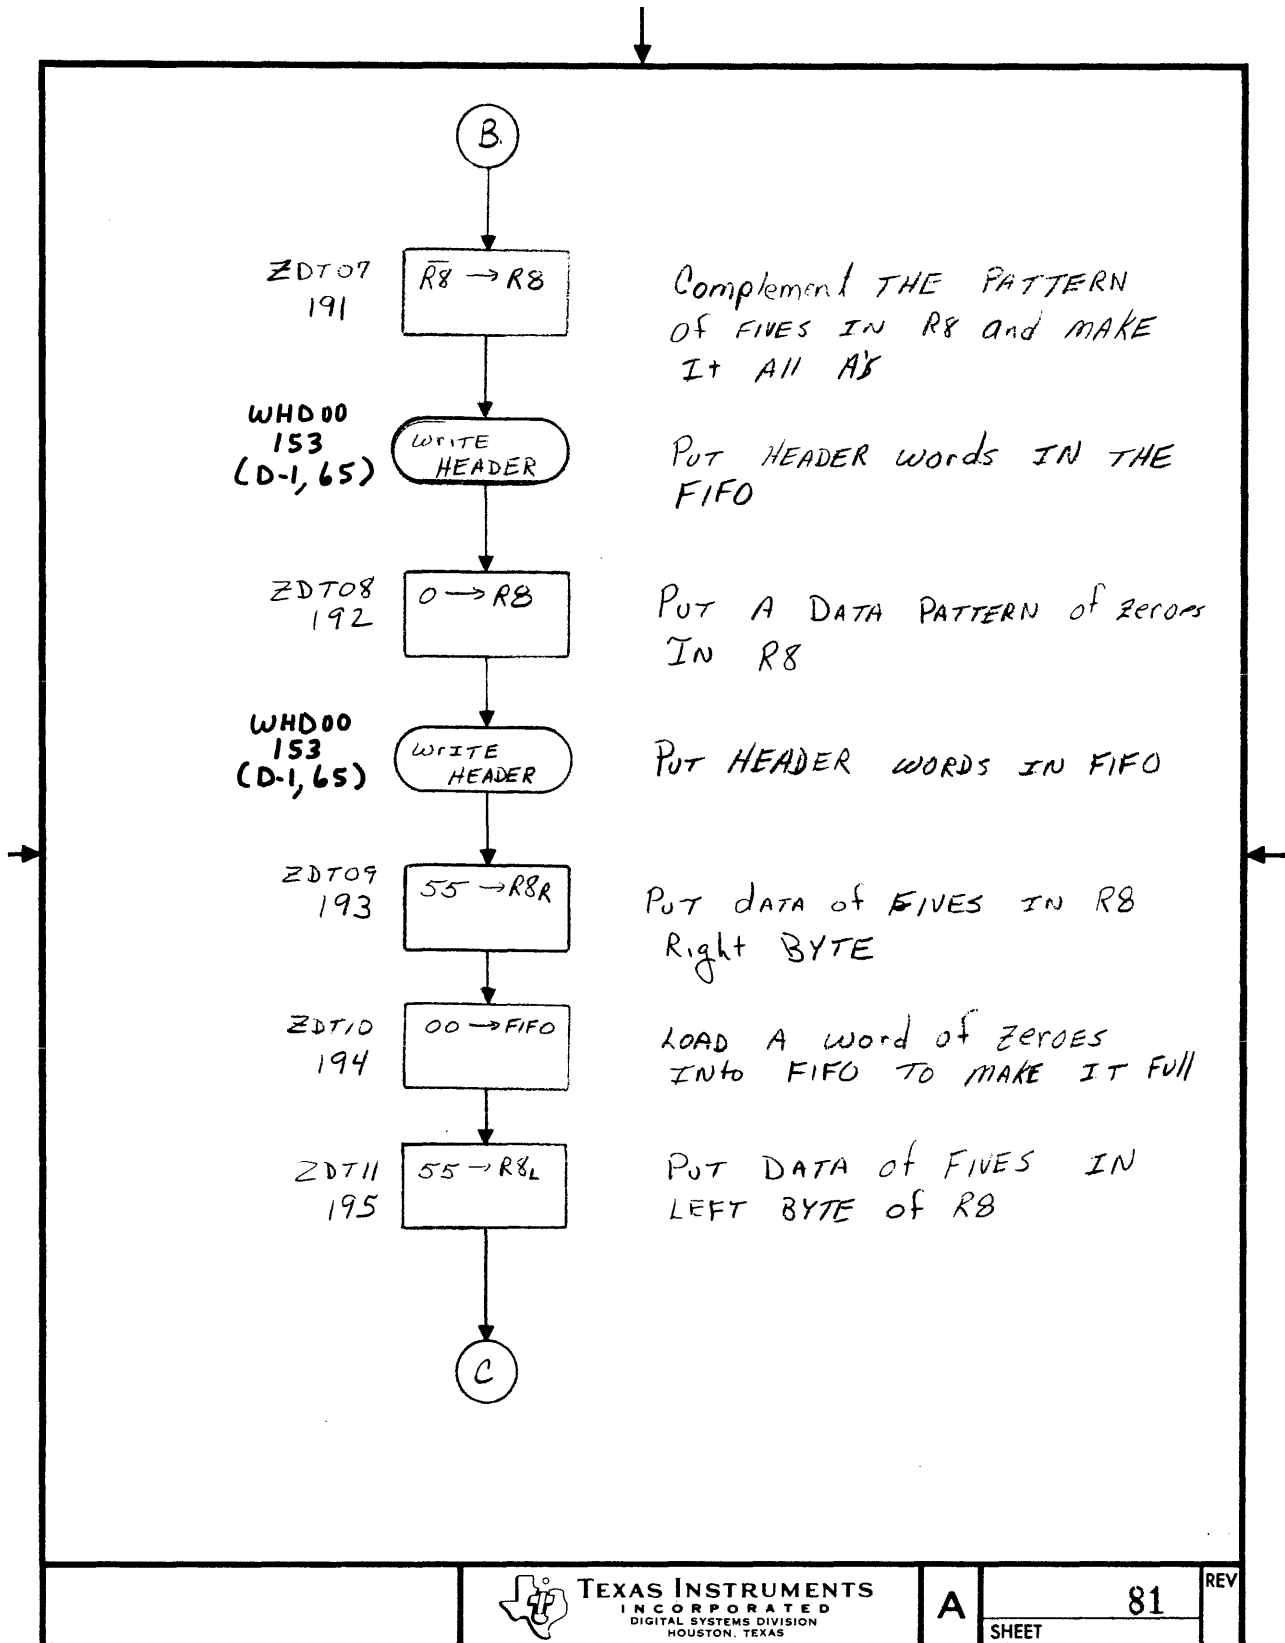 B.
ZDT07
191
R8 → R8
Complement THE PATTERN
of FIVES IN R8 and MAKE
It All A's
WHD00
153
(D-1, 65)
WrITE
HEADER
PUT HEADER words IN THE
FIFO
ZDT08
192
0 → R8
PUT A DATA PATTERN of zeroes
IN R8
WHD00
153
(D-1, 65)
WrITE
HEADER
PUT HEADER WORDS IN FIFO
ZDT09
193
55 → R8R
PUT dATA of FIVES IN R8
Right BYTE
ZDT10
194
00 → FIFO
LOAD A word of zeroES
INto FIFO TO MAKE IT Full
ZDT11
195
55 → R8L
PUT DATA of FIVES IN
LEFT BYTE of R8
C
TEXAS INSTRUMENTS
INCORPORATED
DIGITAL SYSTEMS DIVISION
HOUSTON, TEXAS
A
81
SHEET
REV